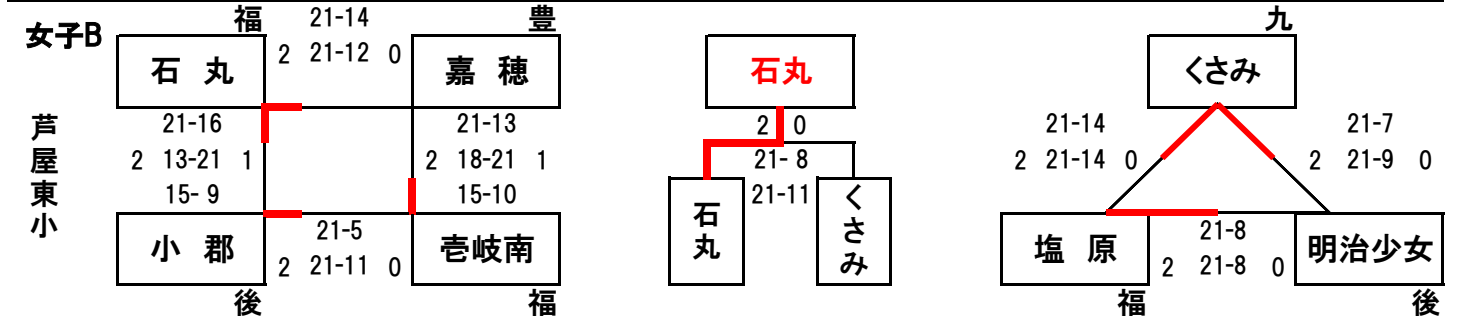 女子B
福
21-14
2 21-12 0
豊
石 丸
嘉 穂
芦屋東小
21-16
2 13-21 1
15- 9
21-13
2 18-21 1
15-10
小 郡
21-5
2 21-11 0
壱岐南
後
福
石丸
2 0
21- 8
21-11
石丸
くさみ
九
くさみ
21-14
2 21-14 0
21-7
2 21-9 0
塩 原
21-8
2 21-8 0
明治少女
福
後